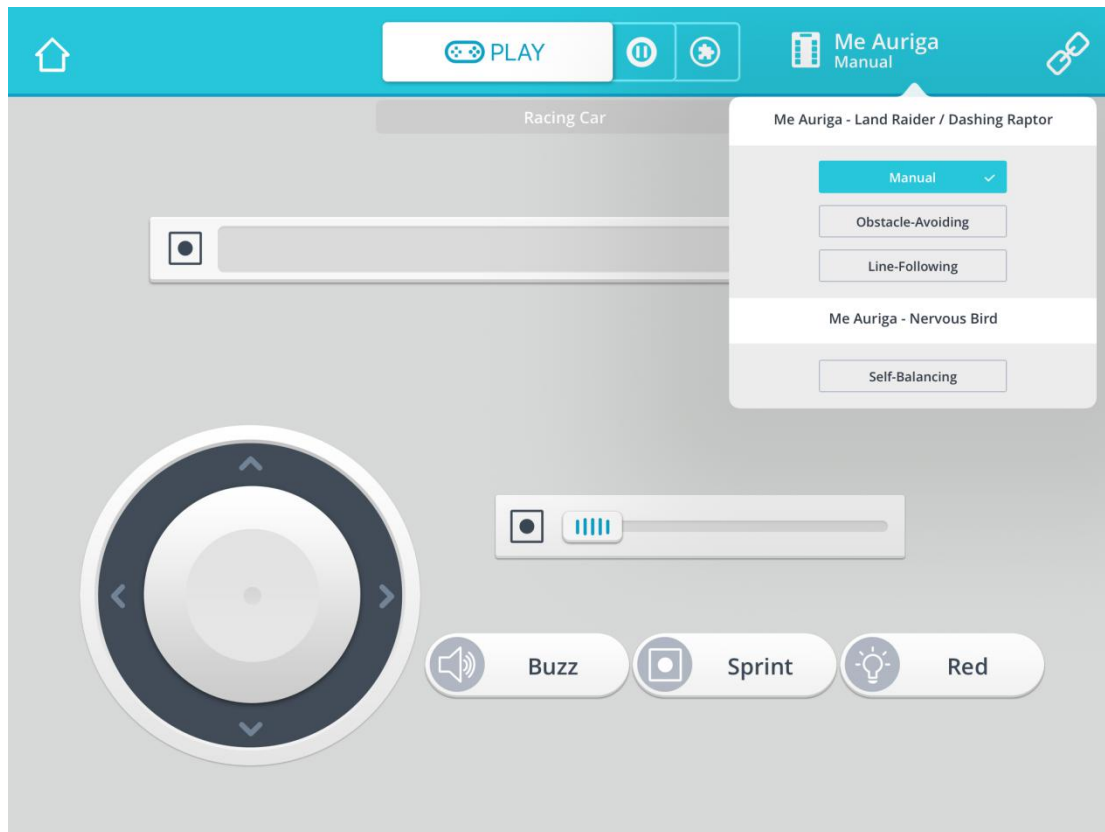 PLAY
Me Auriga
Manual
Racing Car
Me Auriga - Land Raider / Dashing Raptor
Manual
Obstacle-Avoiding
Line-Following
Me Auriga - Nervous Bird
Self-Balancing
Buzz
Sprint
Red